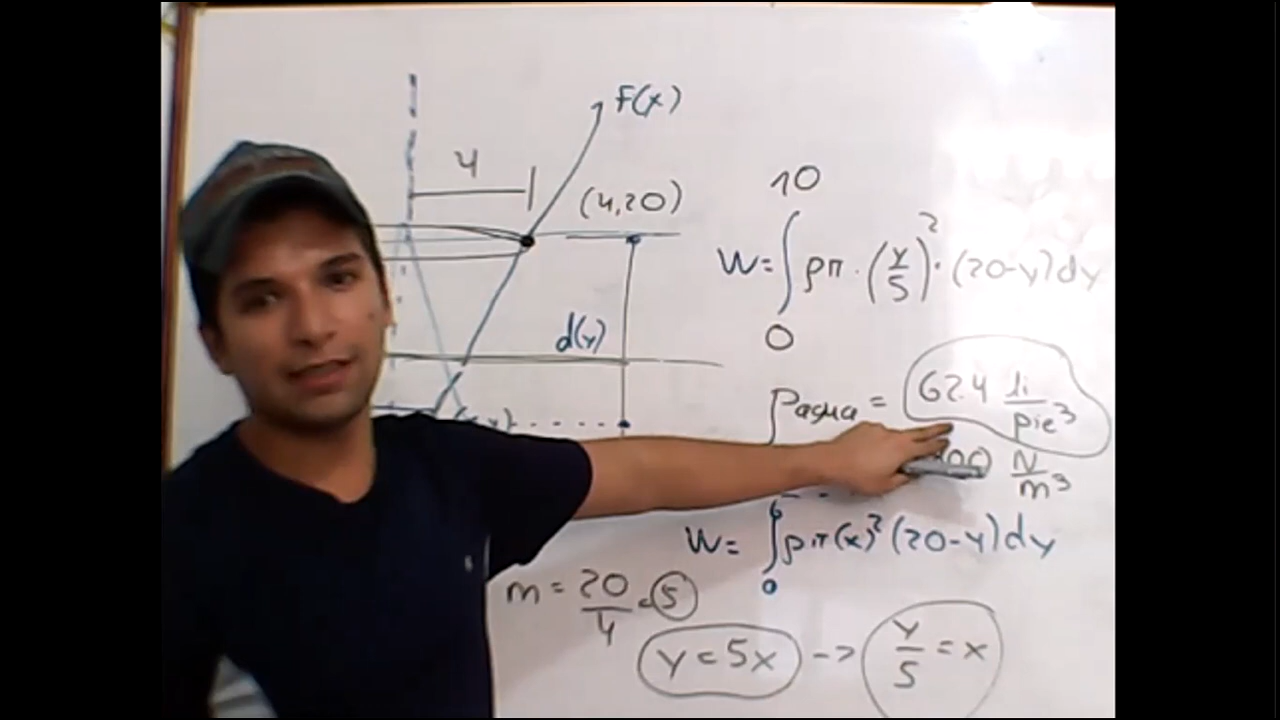 F(x)
4
(4,20)
d(y)
10
W = ∫ ρπ · (y/5)² · (20-y) dy
0
ρagua = 62.4 li/pie³
N/m³
W = ∫ ρπ(x)² (20-y) dy
0
m = 20/4 = 5
y = 5x -> y/5 = x